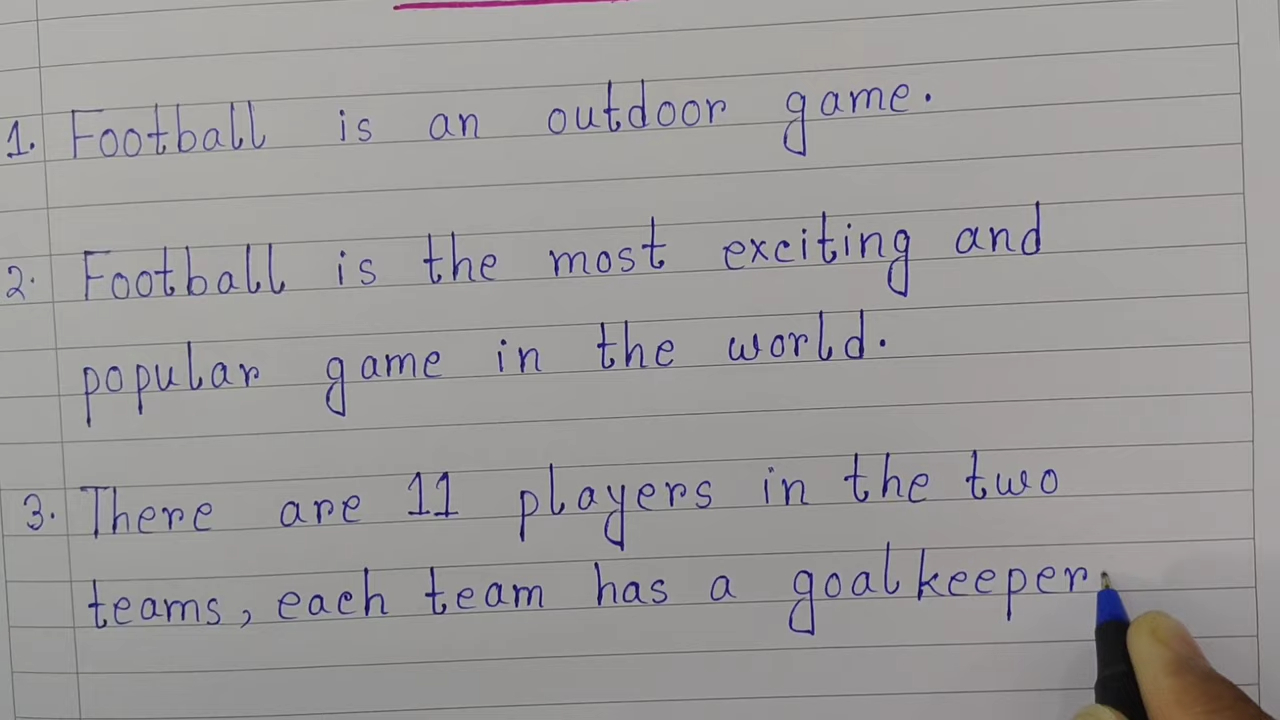 1. Football is an outdoor game.
2. Football is the most exciting and
popular game in the world.
3. There are 11 players in the two
teams, each team has a goalkeeper